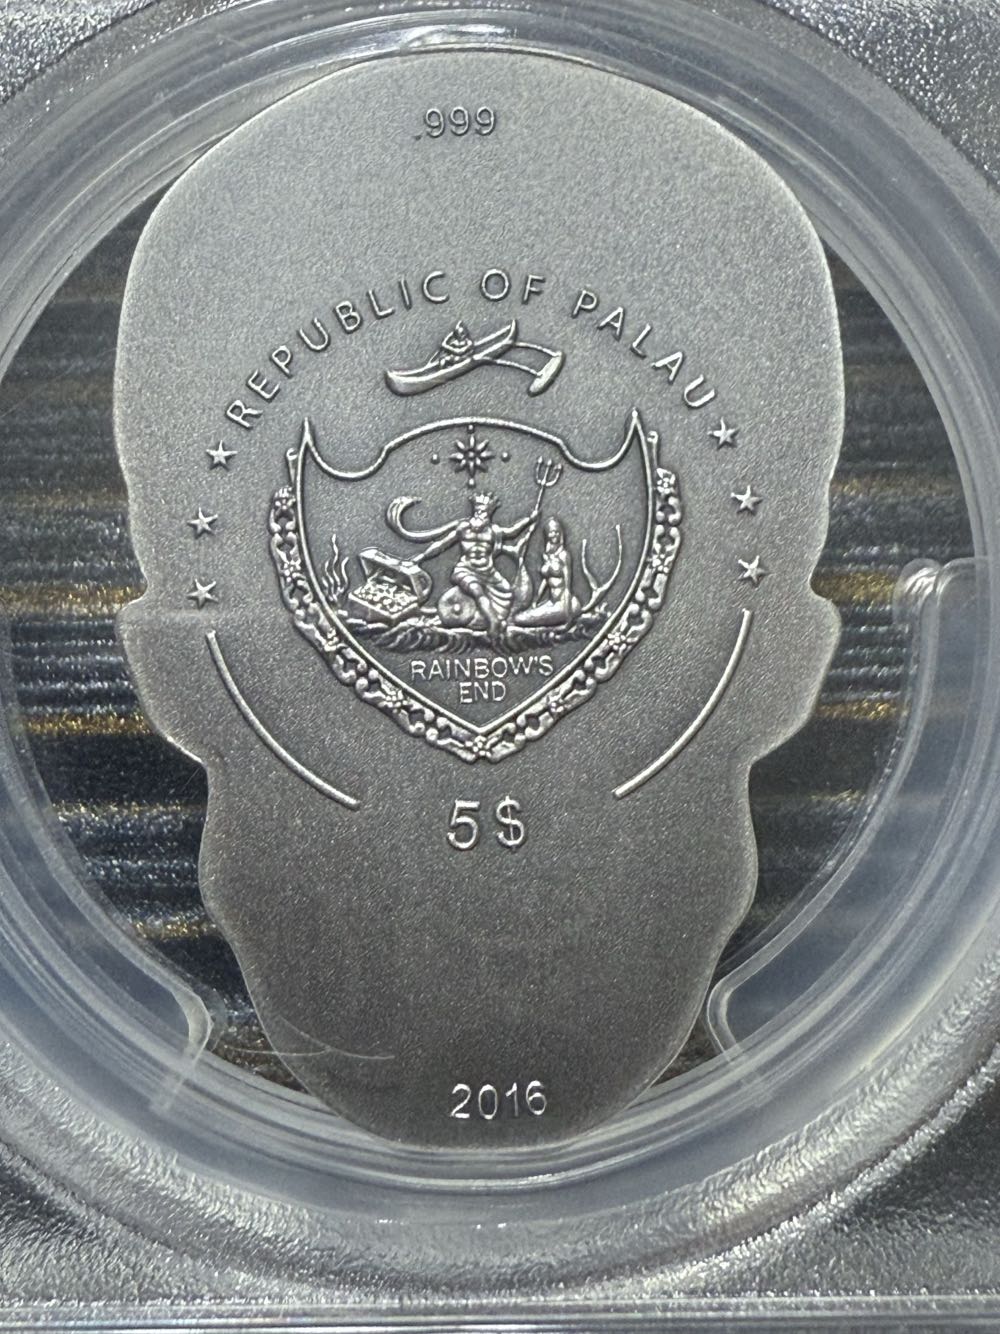 .999
REPUBLIC OF PALAU
RAINBOW'S
END
5$
2016